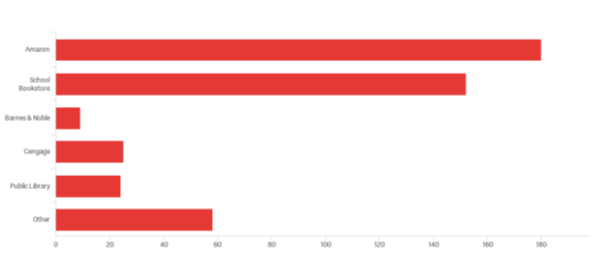 Amazon
School
Bookstore
Barnes & Noble
Cengage
Public Library
Other
0 20 40 60 80 100 120 140 160 180